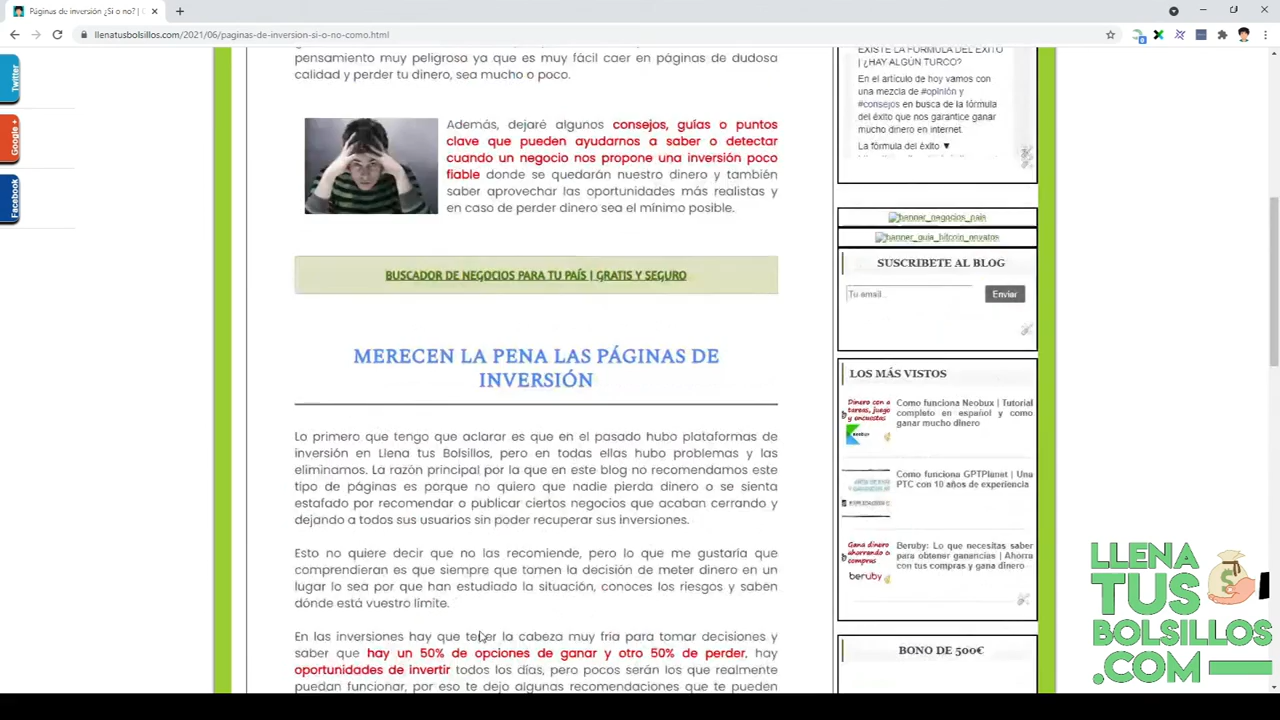 Páginas de inversión ¿Si o no? |
llenatusbolsillos.com/2021/06/paginas-de-inversion-si-o-no-como.html
Twitter
Google +
Facebook
pensamiento muy peligrosa ya que es muy fácil caer en páginas de dudosa
calidad y perder tu dinero, sea mucho o poco.
Además, dejaré algunos consejos, guías o puntos
clave que pueden ayudarnos a saber o detectar
cuando un negocio nos propone una inversión poco
fiable donde se quedarán nuestro dinero y también
saber aprovechar las oportunidades más realistas y
en caso de perder dinero sea el mínimo posible.
BUSCADOR DE NEGOCIOS PARA TU PAÍS | GRATIS Y SEGURO
MERECEN LA PENA LAS PÁGINAS DE
INVERSIÓN
Lo primero que tengo que aclarar es que en el pasado hubo plataformas de
inversión en Llena tus Bolsillos, pero en todas ellas hubo problemas y las
eliminamos. La razón principal por la que en este blog no recomendamos este
tipo de páginas es porque no quiero que nadie pierda dinero o se sienta
estafado por recomendar o publicar ciertos negocios que acaban cerrando y
dejando a todos sus usuarios sin poder recuperar sus inversiones.
Esto no quiere decir que no las recomiende, pero lo que me gustaría que
comprendieran es que siempre que tomen la decisión de meter dinero en un
lugar lo sea por que han estudiado la situación, conoces los riesgos y saben
dónde está vuestro límite.
En las inversiones hay que tener la cabeza muy fria para tomar decisiones y
saber que hay un 50% de opciones de ganar y otro 50% de perder, hay
oportunidades de invertir todos los días, pero pocos serán los que realmente
puedan funcionar, por eso te dejo algunas recomendaciones que te pueden
EXISTE LA FORMULA DEL ÉXITO
| ¿HAY ALGÚN TURCO?
En el artículo de hoy vamos con
una mezcla de #opinión y
#consejos en busca de la fórmula
del éxito que nos garantice ganar
mucho dinero en internet.
La fórmula del éxito ▼
banner_negocios_pais
banner_guia_bitcoin_novatos
SUSCRIBETE AL BLOG
Tu email...
Enviar
LOS MÁS VISTOS
Dinero con
tareas, juego
y encuestas
neobux
Como funciona Neobux | Tutorial
completo en español y como
ganar mucho dinero
Como funciona GPTPlanet | Una
PTC con 10 años de experiencia
Gana dinero
ahorrando
compras
beruby
Beruby: Lo que necesitas saber
para obtener ganancias | Ahorra
con tus compras y gana dinero
BONO DE 500€
LLENA
TUS
BOLSILLOS
.COM